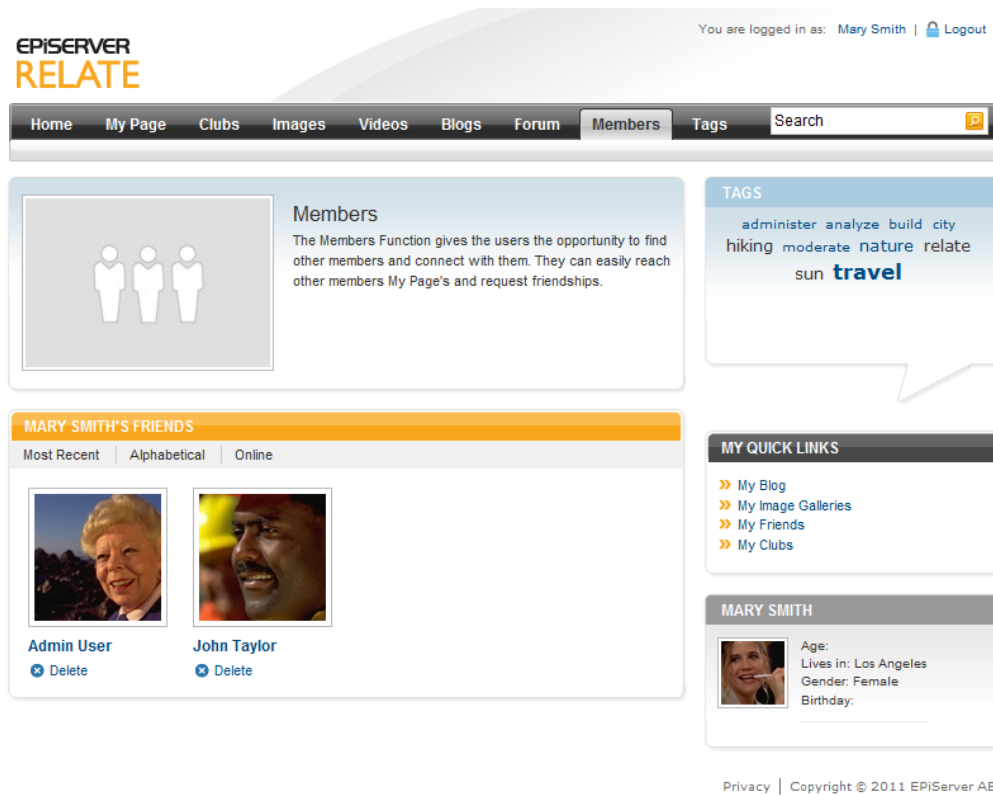 You are logged in as: Mary Smith | Logout
EPiSERVER
RELATE
Home My Page Clubs Images Videos Blogs Forum Members Tags Search
Members
The Members Function gives the users the opportunity to find
other members and connect with them. They can easily reach
other members My Page's and request friendships.
TAGS
administer analyze build city
hiking moderate nature relate
sun travel
MARY SMITH'S FRIENDS
Most Recent Alphabetical Online
Admin User
Delete
John Taylor
Delete
MY QUICK LINKS
My Blog
My Image Galleries
My Friends
My Clubs
MARY SMITH
Age:
Lives in: Los Angeles
Gender: Female
Birthday:
Privacy | Copyright © 2011 EPiServer AB